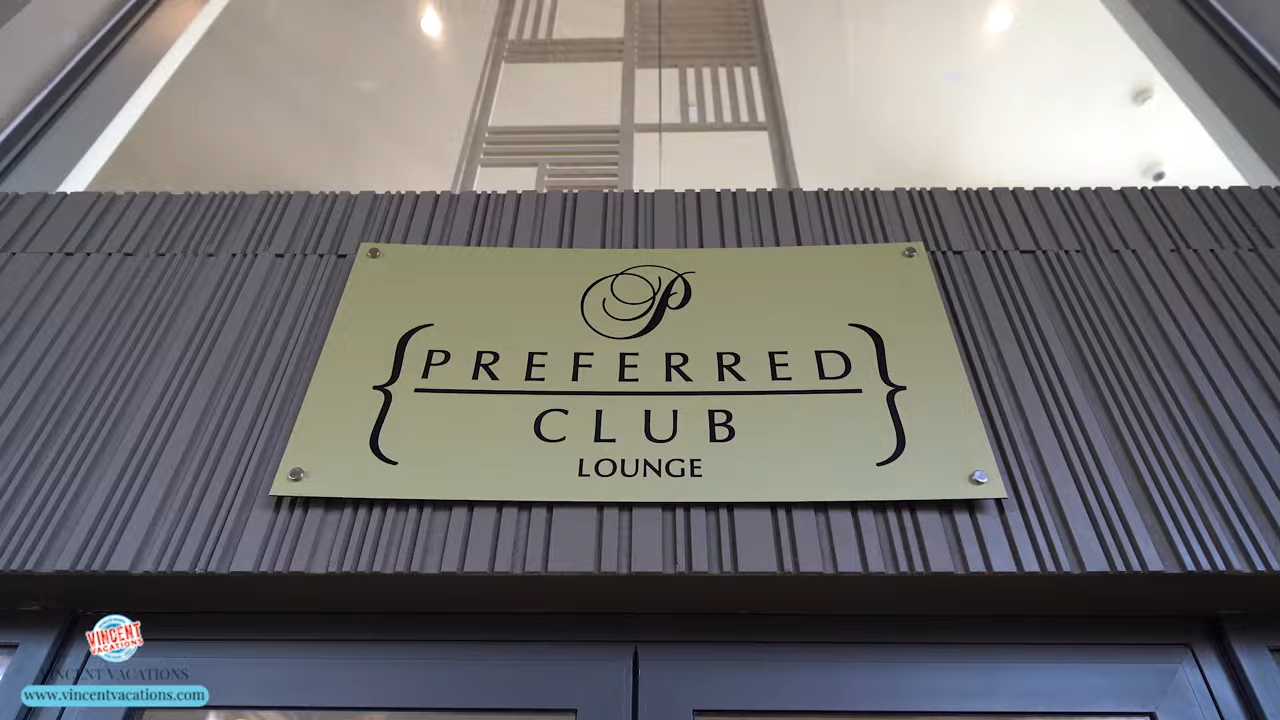 P
PREFERRED
CLUB
LOUNGE
VINCENT
VACATIONS
VINCENT VACATIONS
www.vincentvacations.com